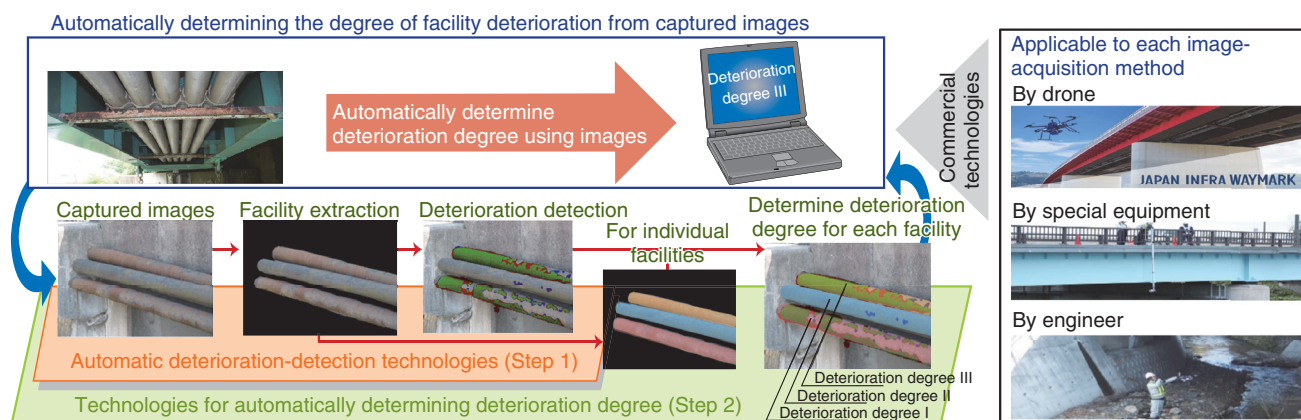 Automatically determining the degree of facility deterioration from captured images
Automatically determine
deterioration degree using images
Deterioration
degree III
Commercial
technologies
Applicable to each image-
acquisition method
By drone
JAPAN INFRA WAYMARK
By special equipment
By engineer
Captured images
Facility extraction
Deterioration detection
For individual
facilities
Determine deterioration
degree for each facility
Automatic deterioration-detection technologies (Step 1)
Technologies for automatically determining deterioration degree (Step 2)
Deterioration degree III
Deterioration degree II
Deterioration degree I